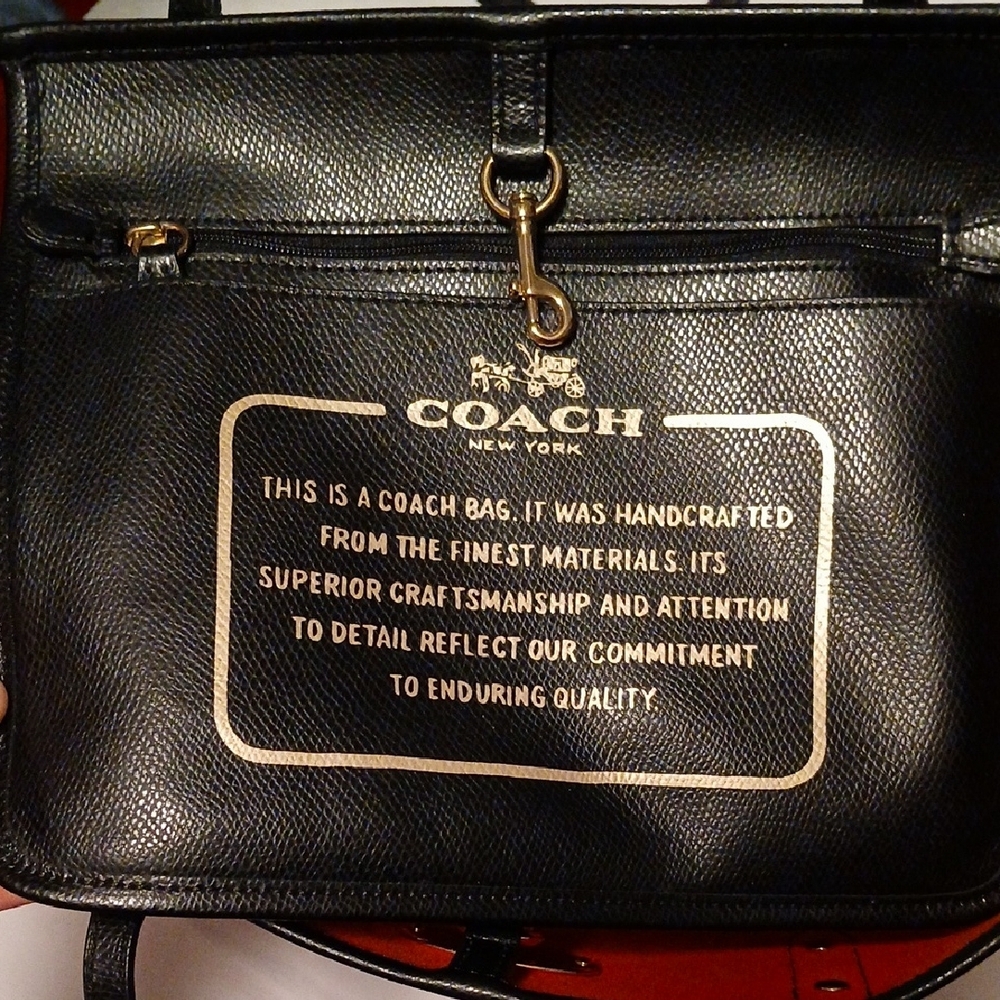 COACH
NEW YORK
THIS IS A COACH BAG. IT WAS HANDCRAFTED
FROM THE FINEST MATERIALS. ITS
SUPERIOR CRAFTSMANSHIP AND ATTENTION
TO DETAIL REFLECT OUR COMMITMENT
TO ENDURING QUALITY.